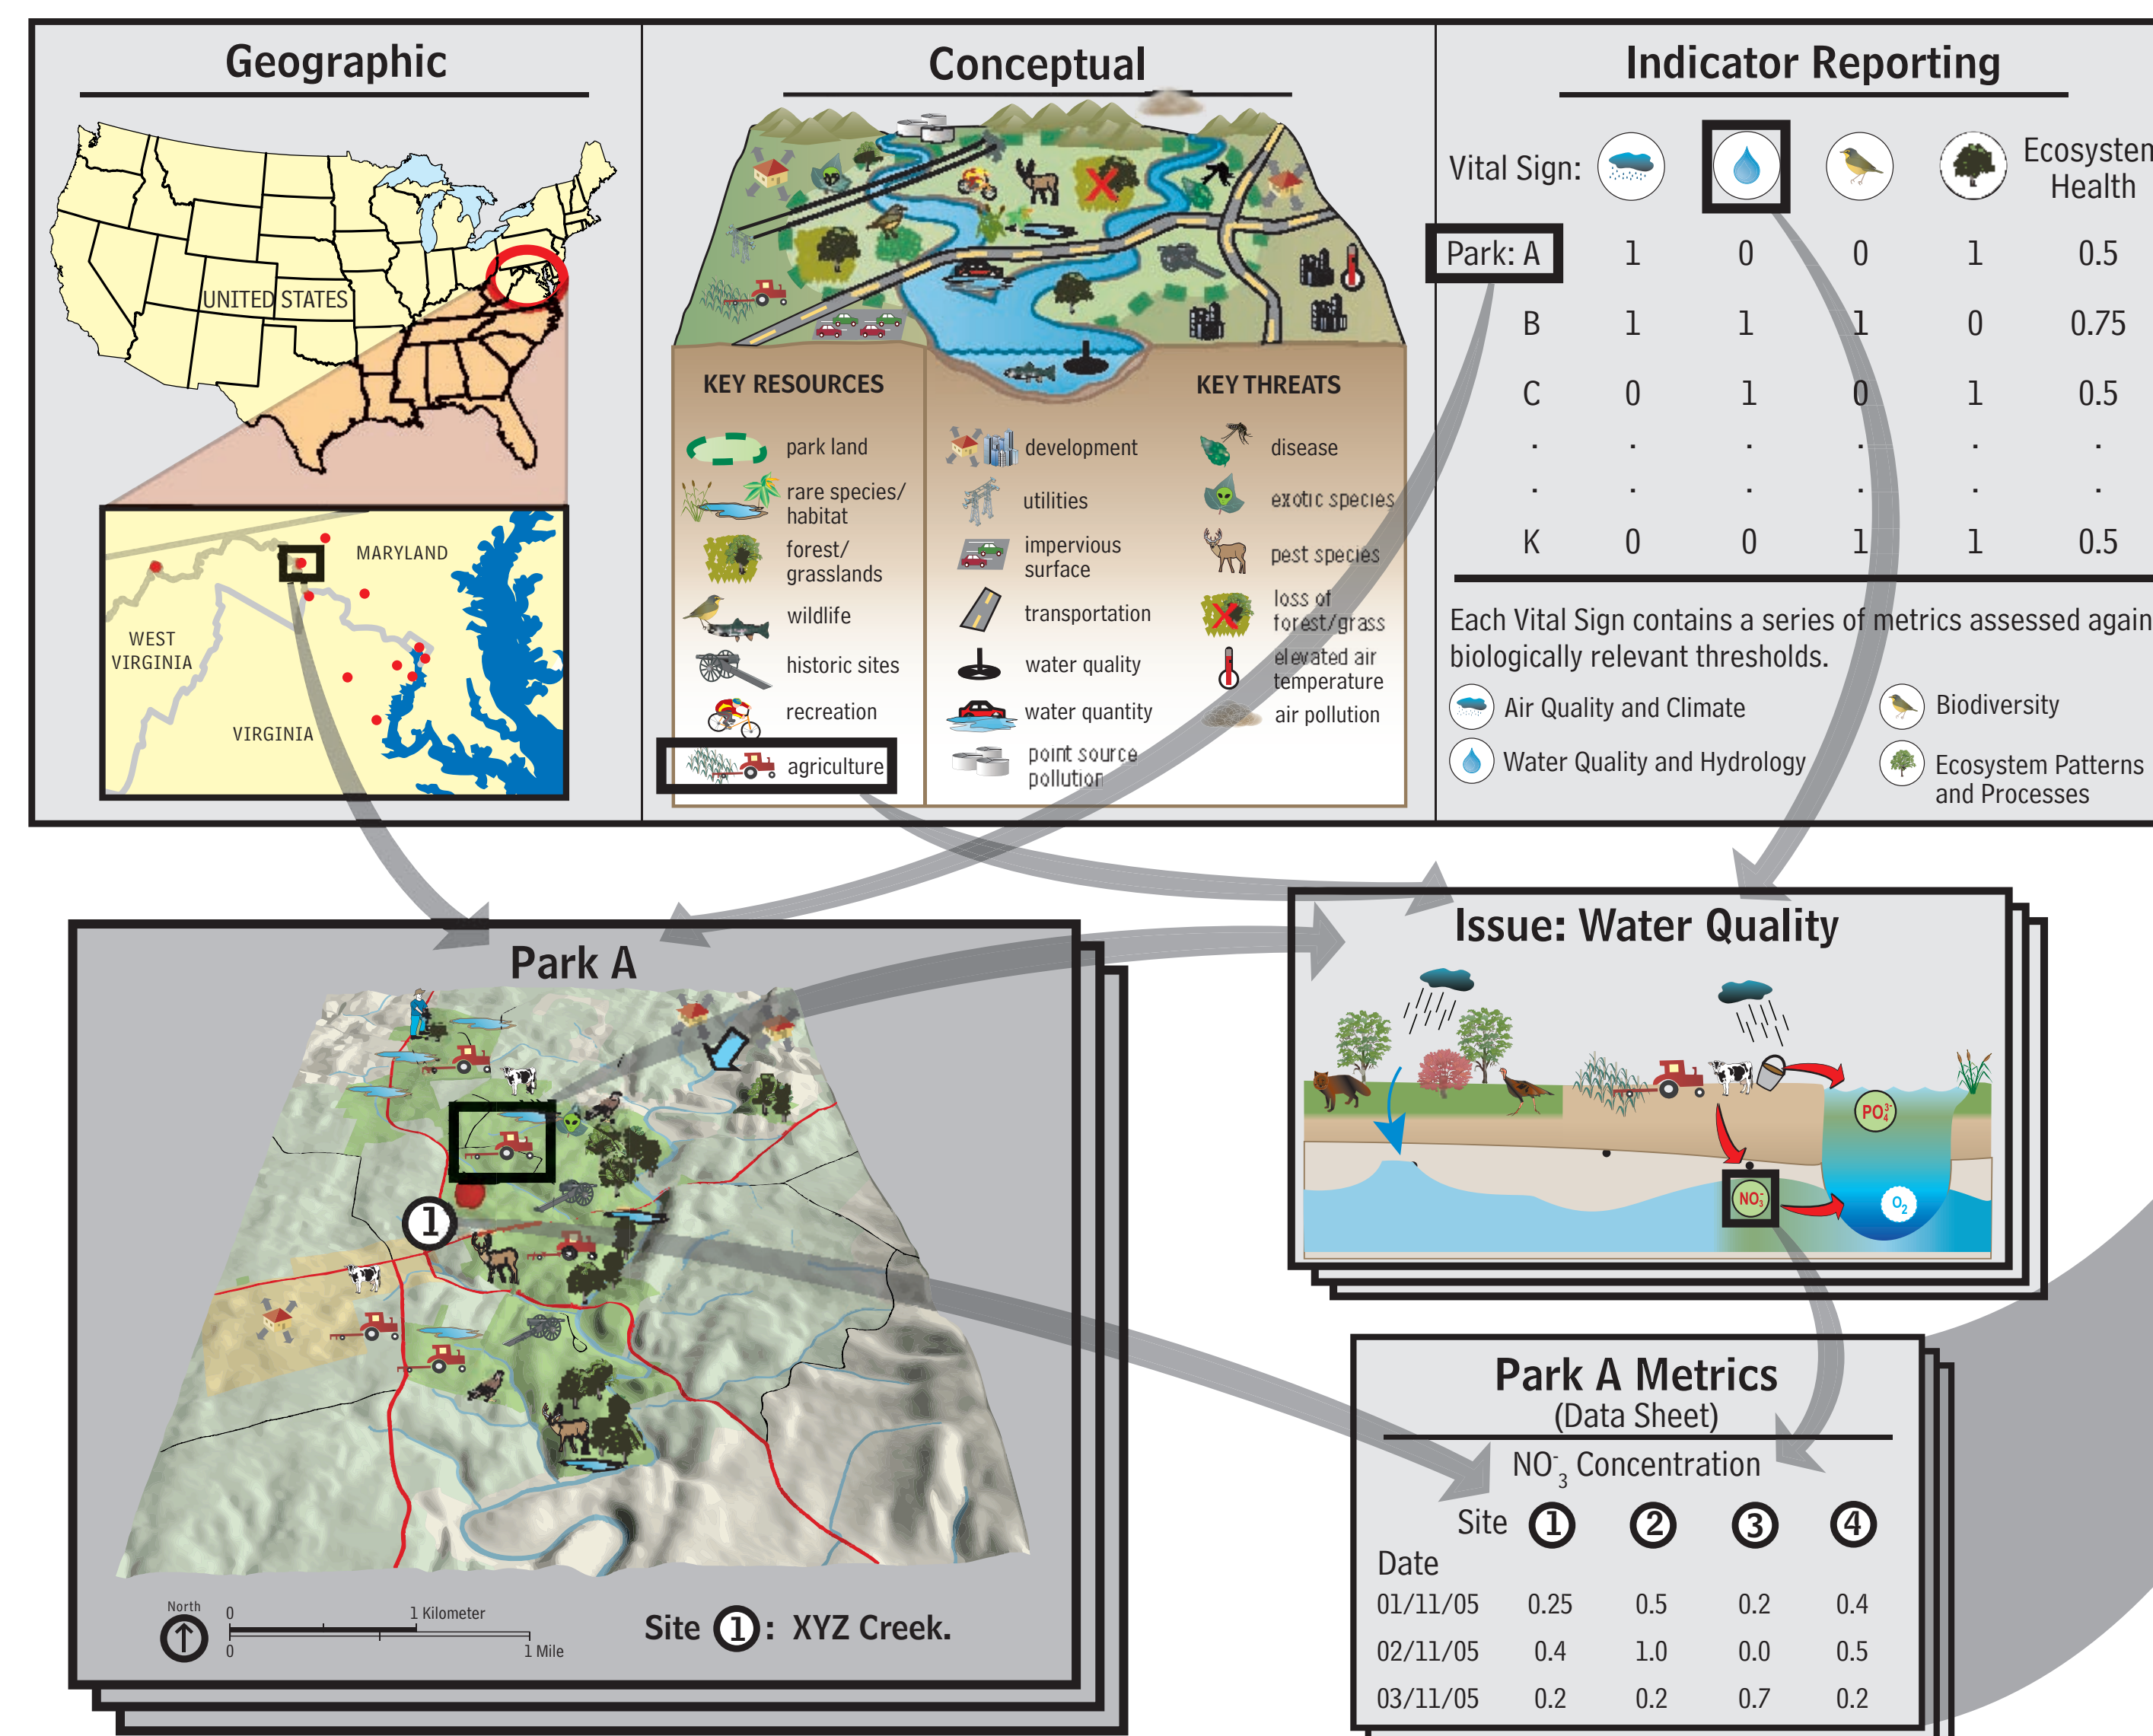 Geographic
UNITED STATES
MARYLAND
WEST
VIRGINIA
VIRGINIA
Conceptual
KEY RESOURCES
park land
rare species/
habitat
forest/
grasslands
wildlife
historic sites
recreation
agriculture
KEY THREATS
development
utilities
impervious
surface
transportation
water quality
water quantity
point source
pollution
disease
exotic species
pest species
loss of
forest/grass
elevated air
temperature
air pollution
Indicator Reporting
Vital Sign:
Ecosystem
Health
Park: A 1 0 0 1 0.5
B 1 1 1 0 0.75
C 0 1 0 1 0.5
. . . . . .
. . . . . .
K 0 0 1 1 0.5
Each Vital Sign contains a series of metrics assessed again
biologically relevant thresholds.
Air Quality and Climate
Water Quality and Hydrology
Biodiversity
Ecosystem Patterns
and Processes
Park A
1
North
0 1 Kilometer
0 1 Mile
Site 1: XYZ Creek.
Issue: Water Quality
PO₄³⁻
NO₃⁻
O₂
Park A Metrics
(Data Sheet)
NO₃⁻ Concentration
Site 1 2 3 4
Date
01/11/05 0.25 0.5 0.2 0.4
02/11/05 0.4 1.0 0.0 0.5
03/11/05 0.2 0.2 0.7 0.2